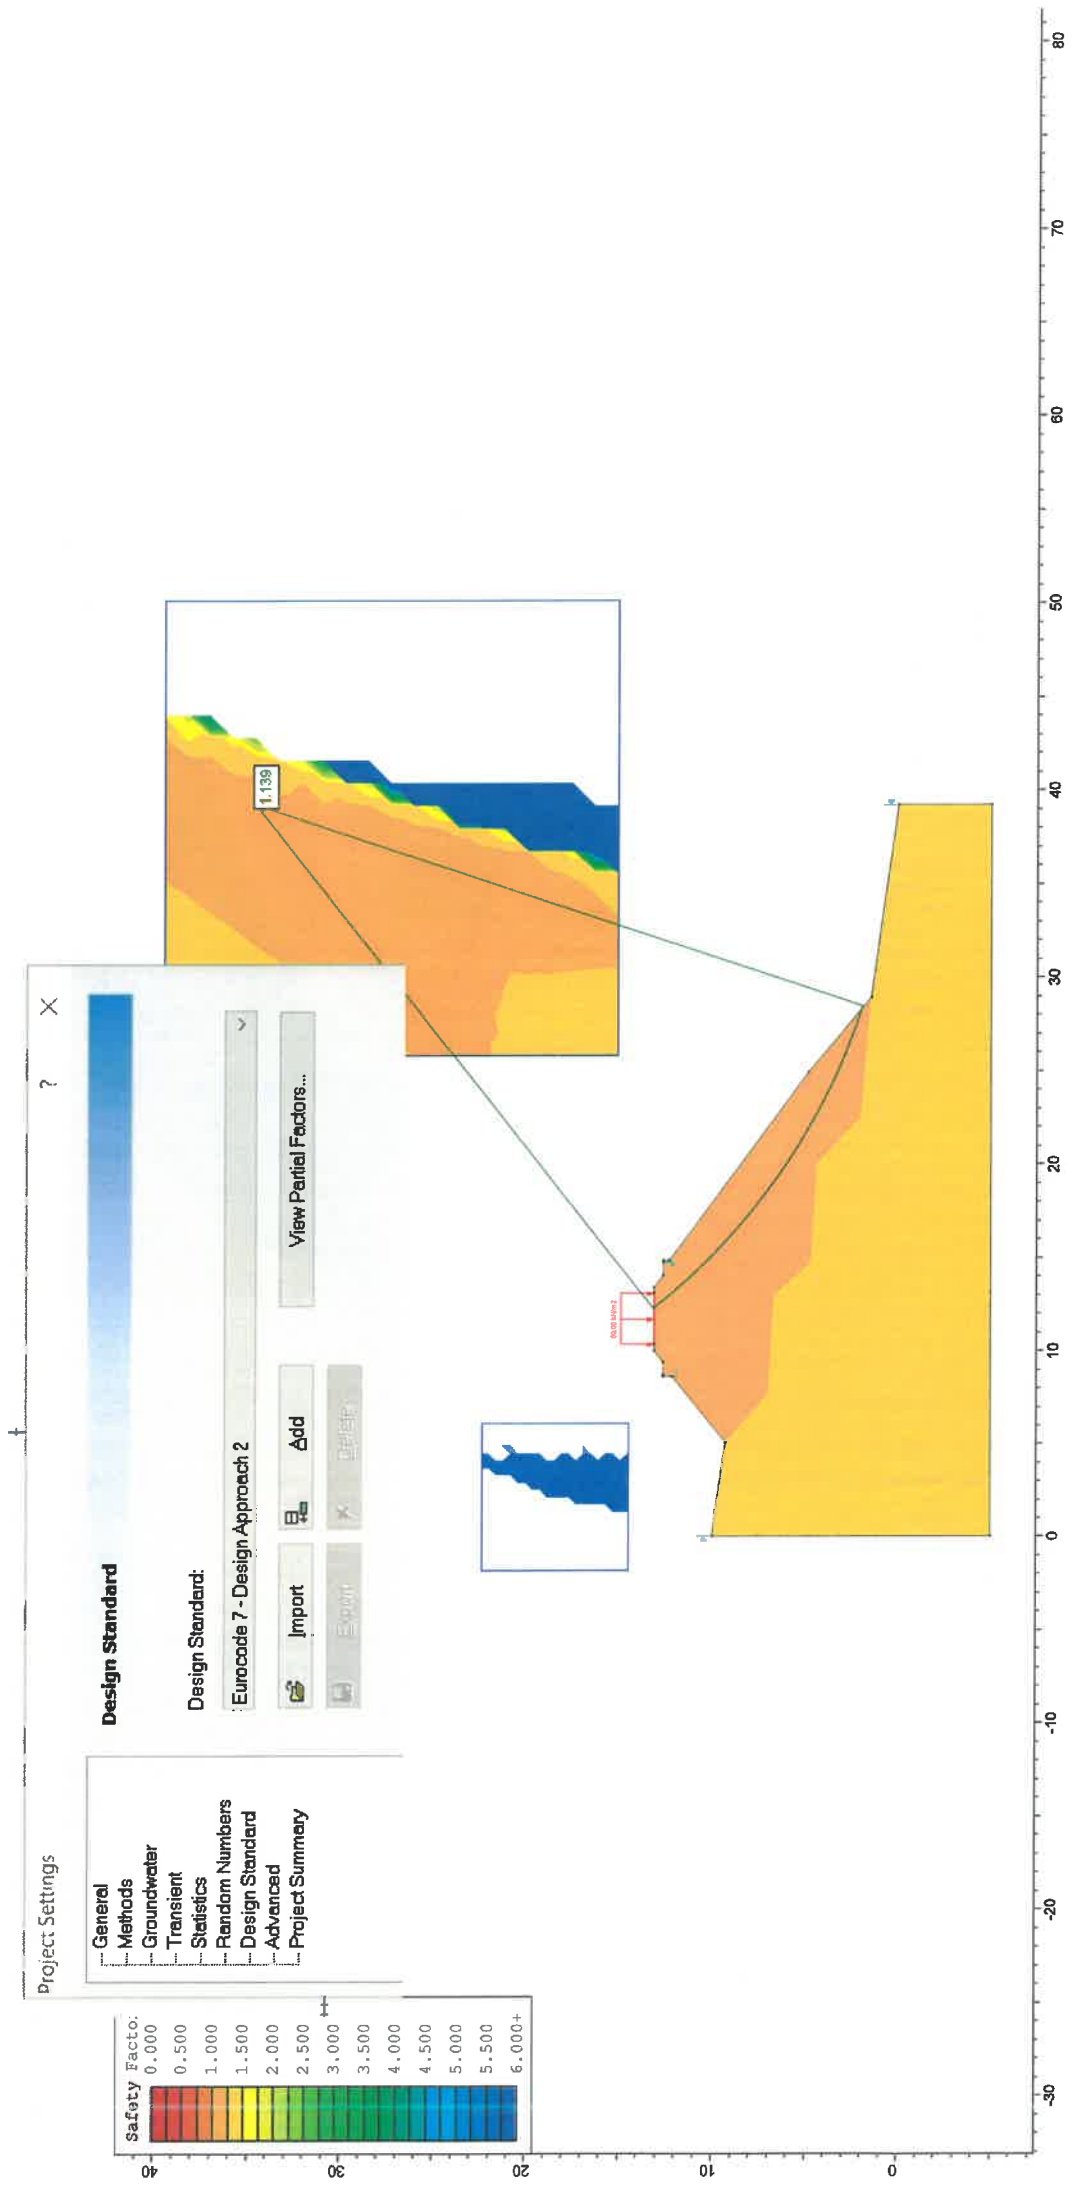 Project Settings
?
X
General
Methods
Groundwater
Transient
Statistics
Random Numbers
Design Standard
Advanced
Project Summary
Design Standard
Design Standard:
Eurocode 7 - Design Approach 2
Import
Add
View Partial Factors...
Export
Delete
Safety Factor
0.000
0.500
1.000
1.500
2.000
2.500
3.000
3.500
4.000
4.500
5.000
5.500
6.000+
1.139
40
30
20
10
0
-30
-20
-10
0
10
20
30
40
50
60
70
80